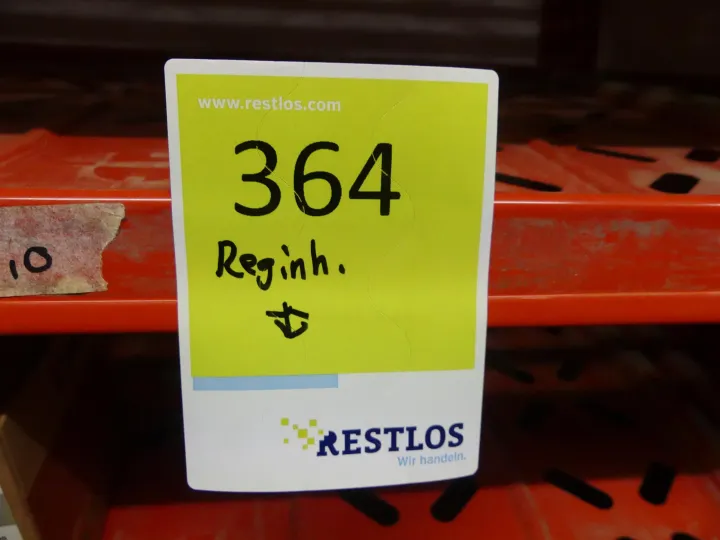 www.restlos.com
364
Reginh.
,10
RESTLOS
Wir handeln.